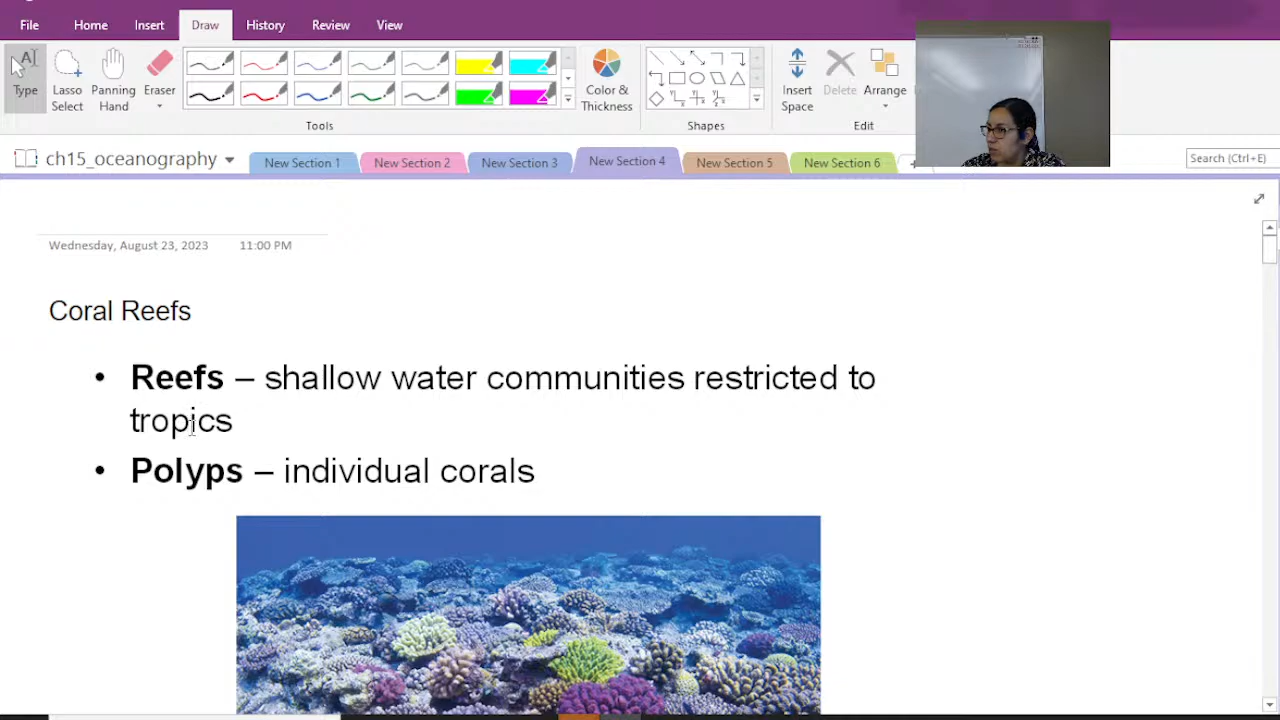 File Home Insert Draw History Review View
Type
Lasso Select
Panning Hand
Eraser
Color & Thickness
Insert Space
Delete
Arrange
Tools
Shapes
Edit
ch15_oceanography
New Section 1
New Section 2
New Section 3
New Section 4
New Section 5
New Section 6
Search (Ctrl+E)
Wednesday, August 23, 2023 11:00 PM
Coral Reefs
• Reefs – shallow water communities restricted to
tropics
• Polyps – individual corals